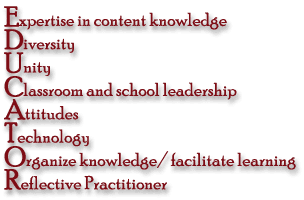 Expertise in content knowledge
Diversity
Unity
Classroom and school leadership
Attitudes
Technology
Organize knowledge/ facilitate learning
Reflective Practitioner